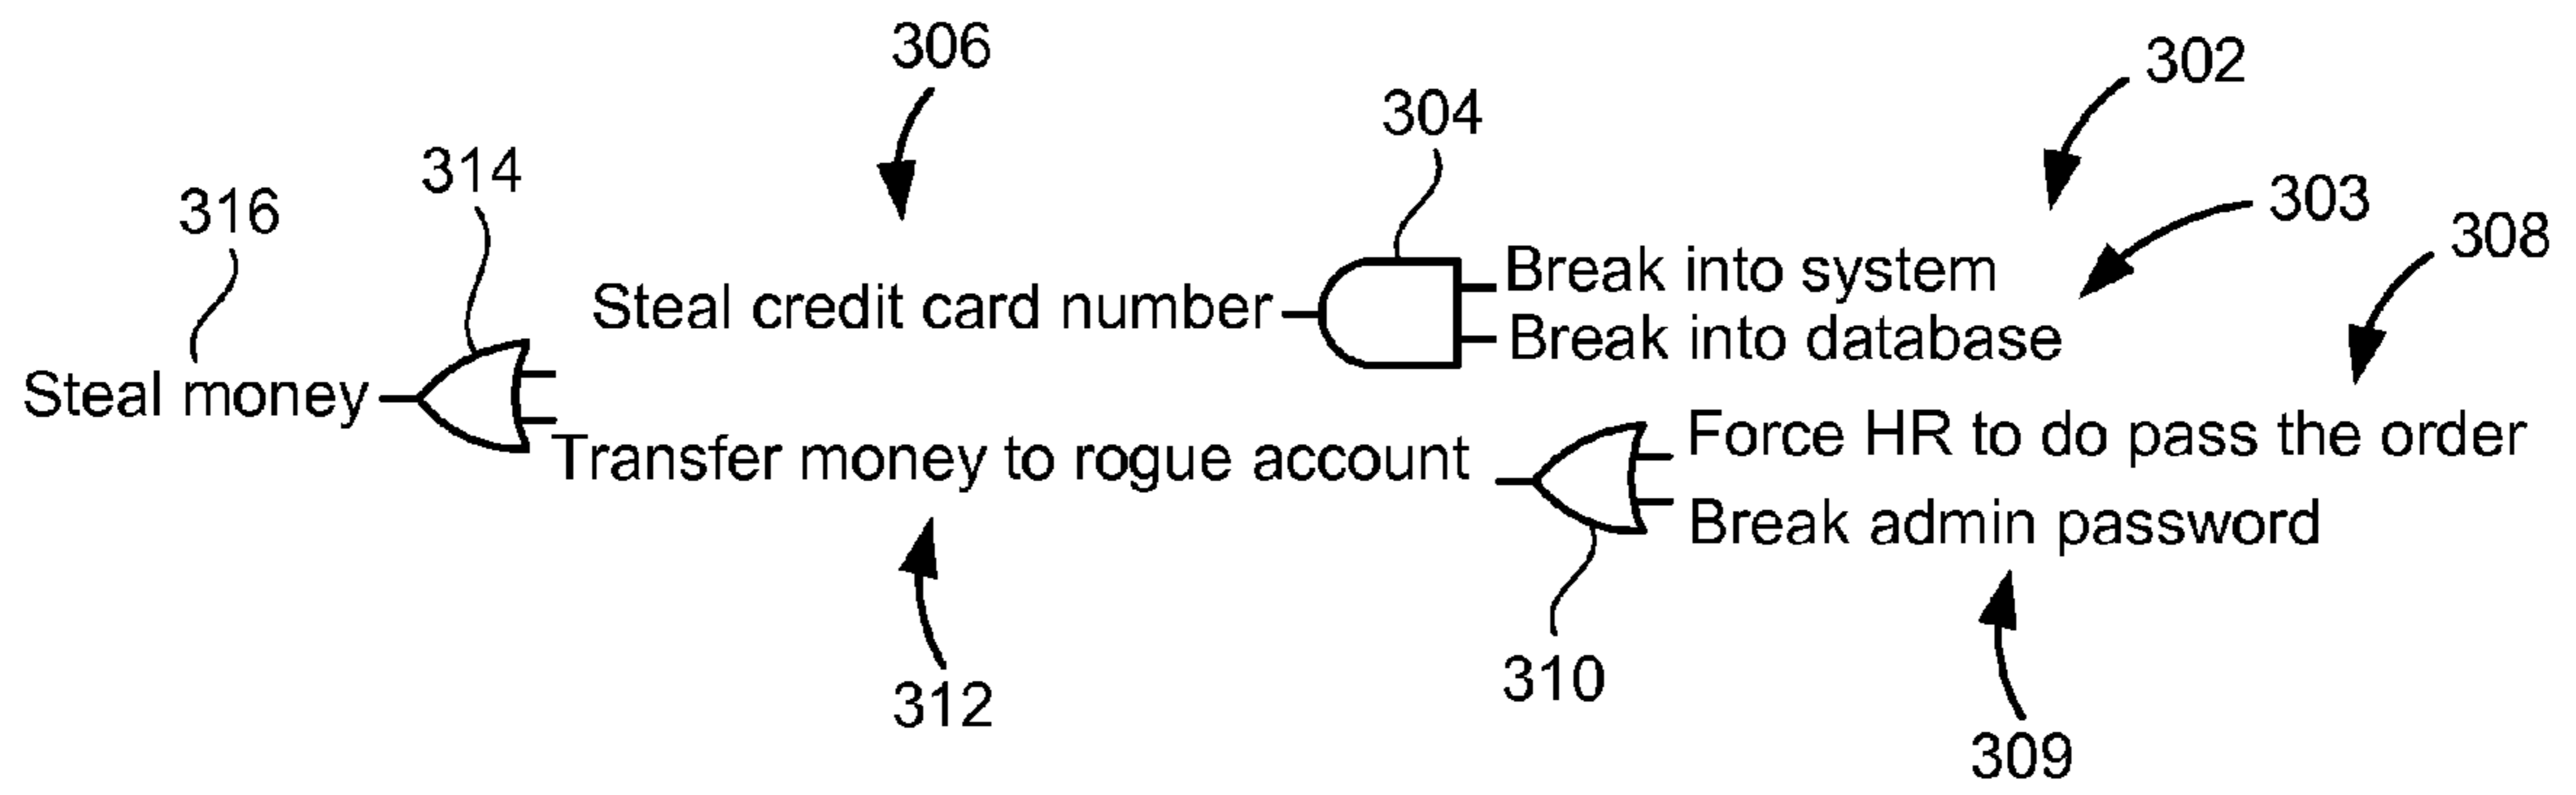 306
302
304
314
303
316
308
Break into system
Steal credit card number
Break into database
Steal money
Force HR to do pass the order
Transfer money to rogue account
Break admin password
310
312
309